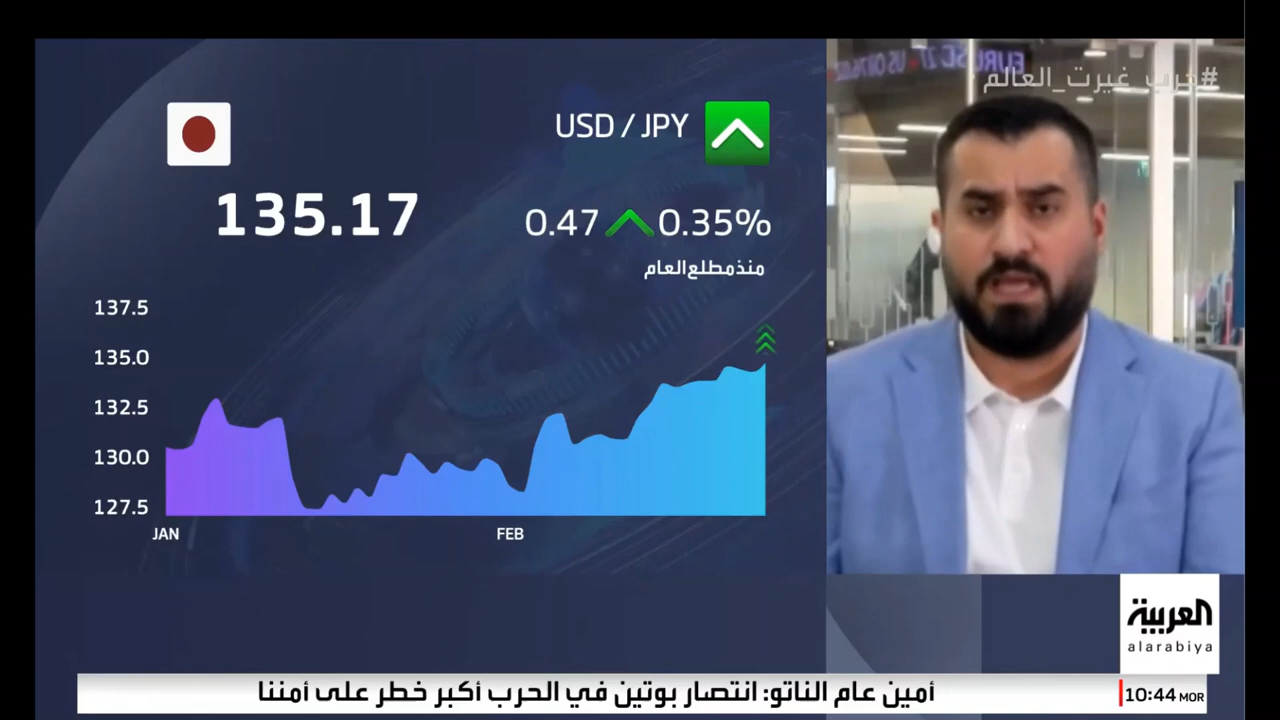 #حرب_غيرت_العالم
USD / JPY
135.17
0.47 0.35%
منذ مطلع العام
137.5
135.0
132.5
130.0
127.5
JAN FEB
العربية
alarabiya
أمين عام الناتو: انتصار بوتين في الحرب أكبر خطر على أمننا
10:44 MOR